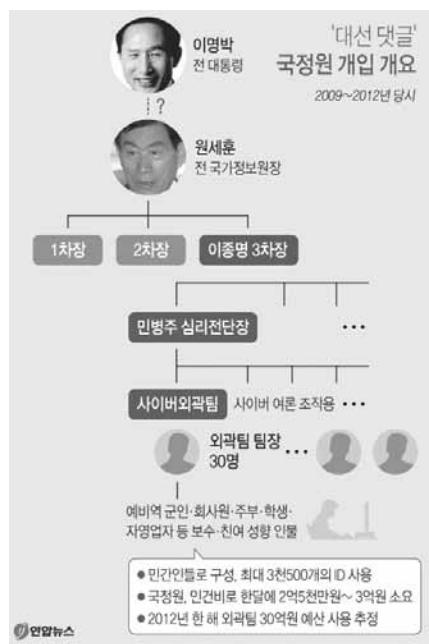 '대선 댓글'
국정원 개입 개요
2009~2012년 당시
이명박
전 대통령
?
원세훈
전 국가정보원장
1차장
2차장
이종명 3차장
민병주 심리전단장
•••
사이버외곽팀
사이버 여론 조작용 •••
외곽팀 팀장 •••
30명
예비역 군인·회사원·주부·학생·
자영업자 등 보수·친여 성향 인물
● 민간인들로 구성, 최대 3천500개의 ID 사용
● 국정원, 인건비로 한달에 2억5천만원~ 3억원 소요
● 2012년 한 해 외곽팀 30억원 예산 사용 추정
연합뉴스